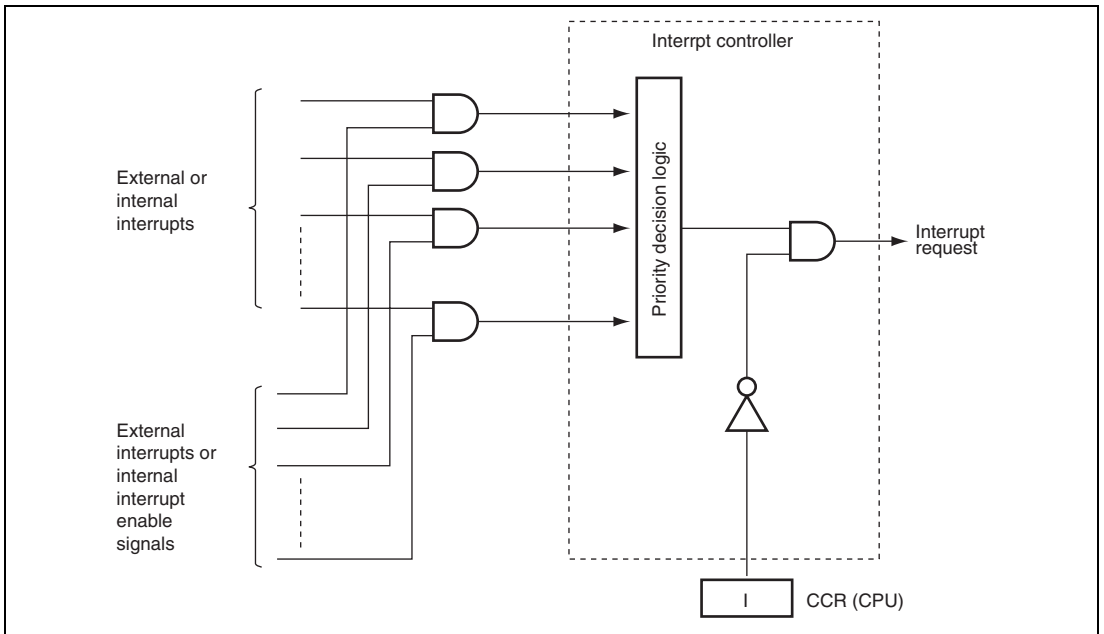 Interrpt controller
External or
internal
interrupts
Priority decision logic
Interrupt
request
External
interrupts or
internal
interrupt
enable
signals
I
CCR (CPU)